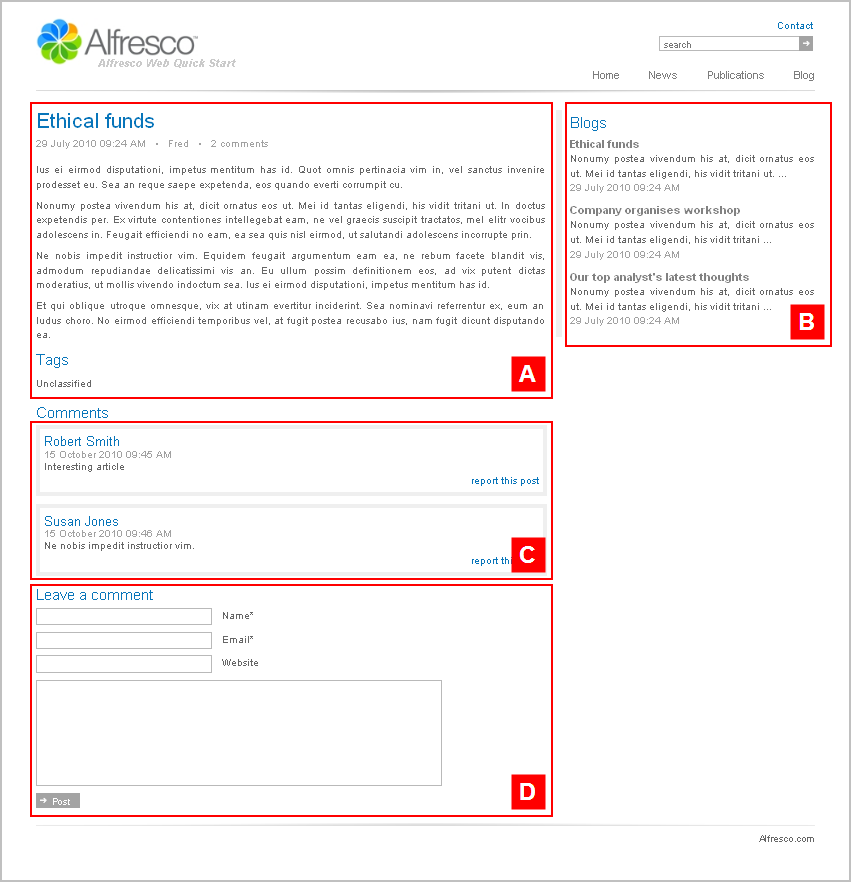 Contact
Alfresco™
Alfresco Web Quick Start
search
Home News Publications Blog
Ethical funds
29 July 2010 09:24 AM • Fred • 2 comments
Ius ei eirmod disputationi, impetus mentitum has id. Quot omnis pertinacia vim in, vel sanctus invenire
prodesset eu. Sea an reque saepe expetenda, eos quando everti corrumpit cu.
Nonumy postea vivendum his at, dicit ornatus eos ut. Mei id tantas eligendi, his vidit tritani ut. In doctus
expetendis per. Ex virtute contentiones intellegebat eam, ne vel graecis suscipit tractatos, mel elitr vocibus
adolescens in. Feugait efficiendi no eam, ea sea quis nisl eirmod, ut salutandi adolescens incorrupte prin.
Ne nobis impedit instructior vim. Equidem feugait argumentum eam ea, ne rebum facete blandit vis,
admodum repudiandae delicatissimi vis an. Eu ullum possim definitionem eos, ad vix putent dictas
moderatius, ut mollis vivendo indoctum sea. Ius ei eirmod disputationi, impetus mentitum has id.
Et qui oblique utroque omnesque, vix at utinam evertitur inciderint. Sea nominavi referrentur ex, eum an
ludus choro. No eirmod efficiendi temporibus vel, at fugit postea recusabo ius, nam fugit dicunt disputando
ea.
Tags
Unclassified
A
Blogs
Ethical funds
Nonumy postea vivendum his at, dicit ornatus eos
ut. Mei id tantas eligendi, his vidit tritani ut. ...
29 July 2010 09:24 AM
Company organises workshop
Nonumy postea vivendum his at, dicit ornatus eos
ut. Mei id tantas eligendi, his vidit tritani ...
29 July 2010 09:24 AM
Our top analyst's latest thoughts
Nonumy postea vivendum his at, dicit ornatus eos
ut. Mei id tantas eligendi, his vidit tritani ...
29 July 2010 09:24 AM
B
Comments
Robert Smith
15 October 2010 09:45 AM
Interesting article
report this post
Susan Jones
15 October 2010 09:46 AM
Ne nobis impedit instructior vim.
report thi
C
Leave a comment
Name*
Email*
Website
Post
D
Alfresco.com